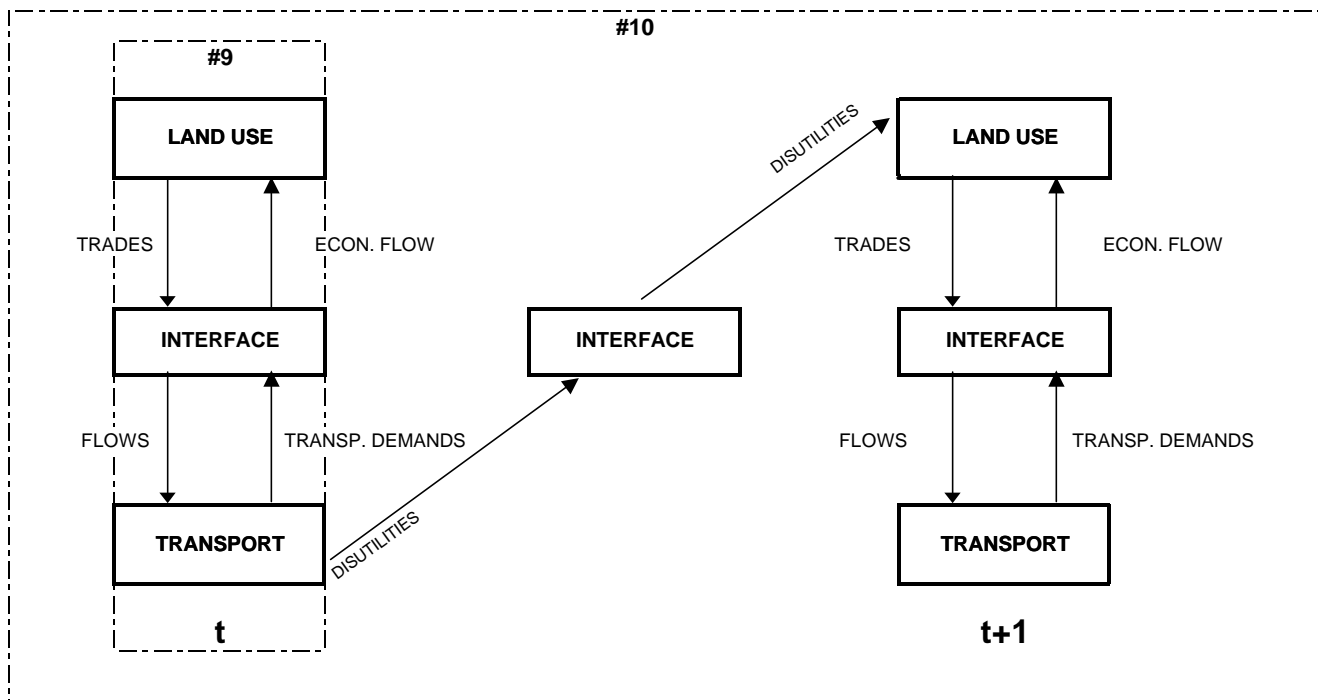 #10
#9
LAND USE
DISUTILITIES
LAND USE
TRADES
ECON. FLOW
TRADES
ECON. FLOW
INTERFACE
INTERFACE
INTERFACE
FLOWS
TRANSP. DEMANDS
FLOWS
TRANSP. DEMANDS
TRANSPORT
DISUTILITIES
TRANSPORT
t
t+1